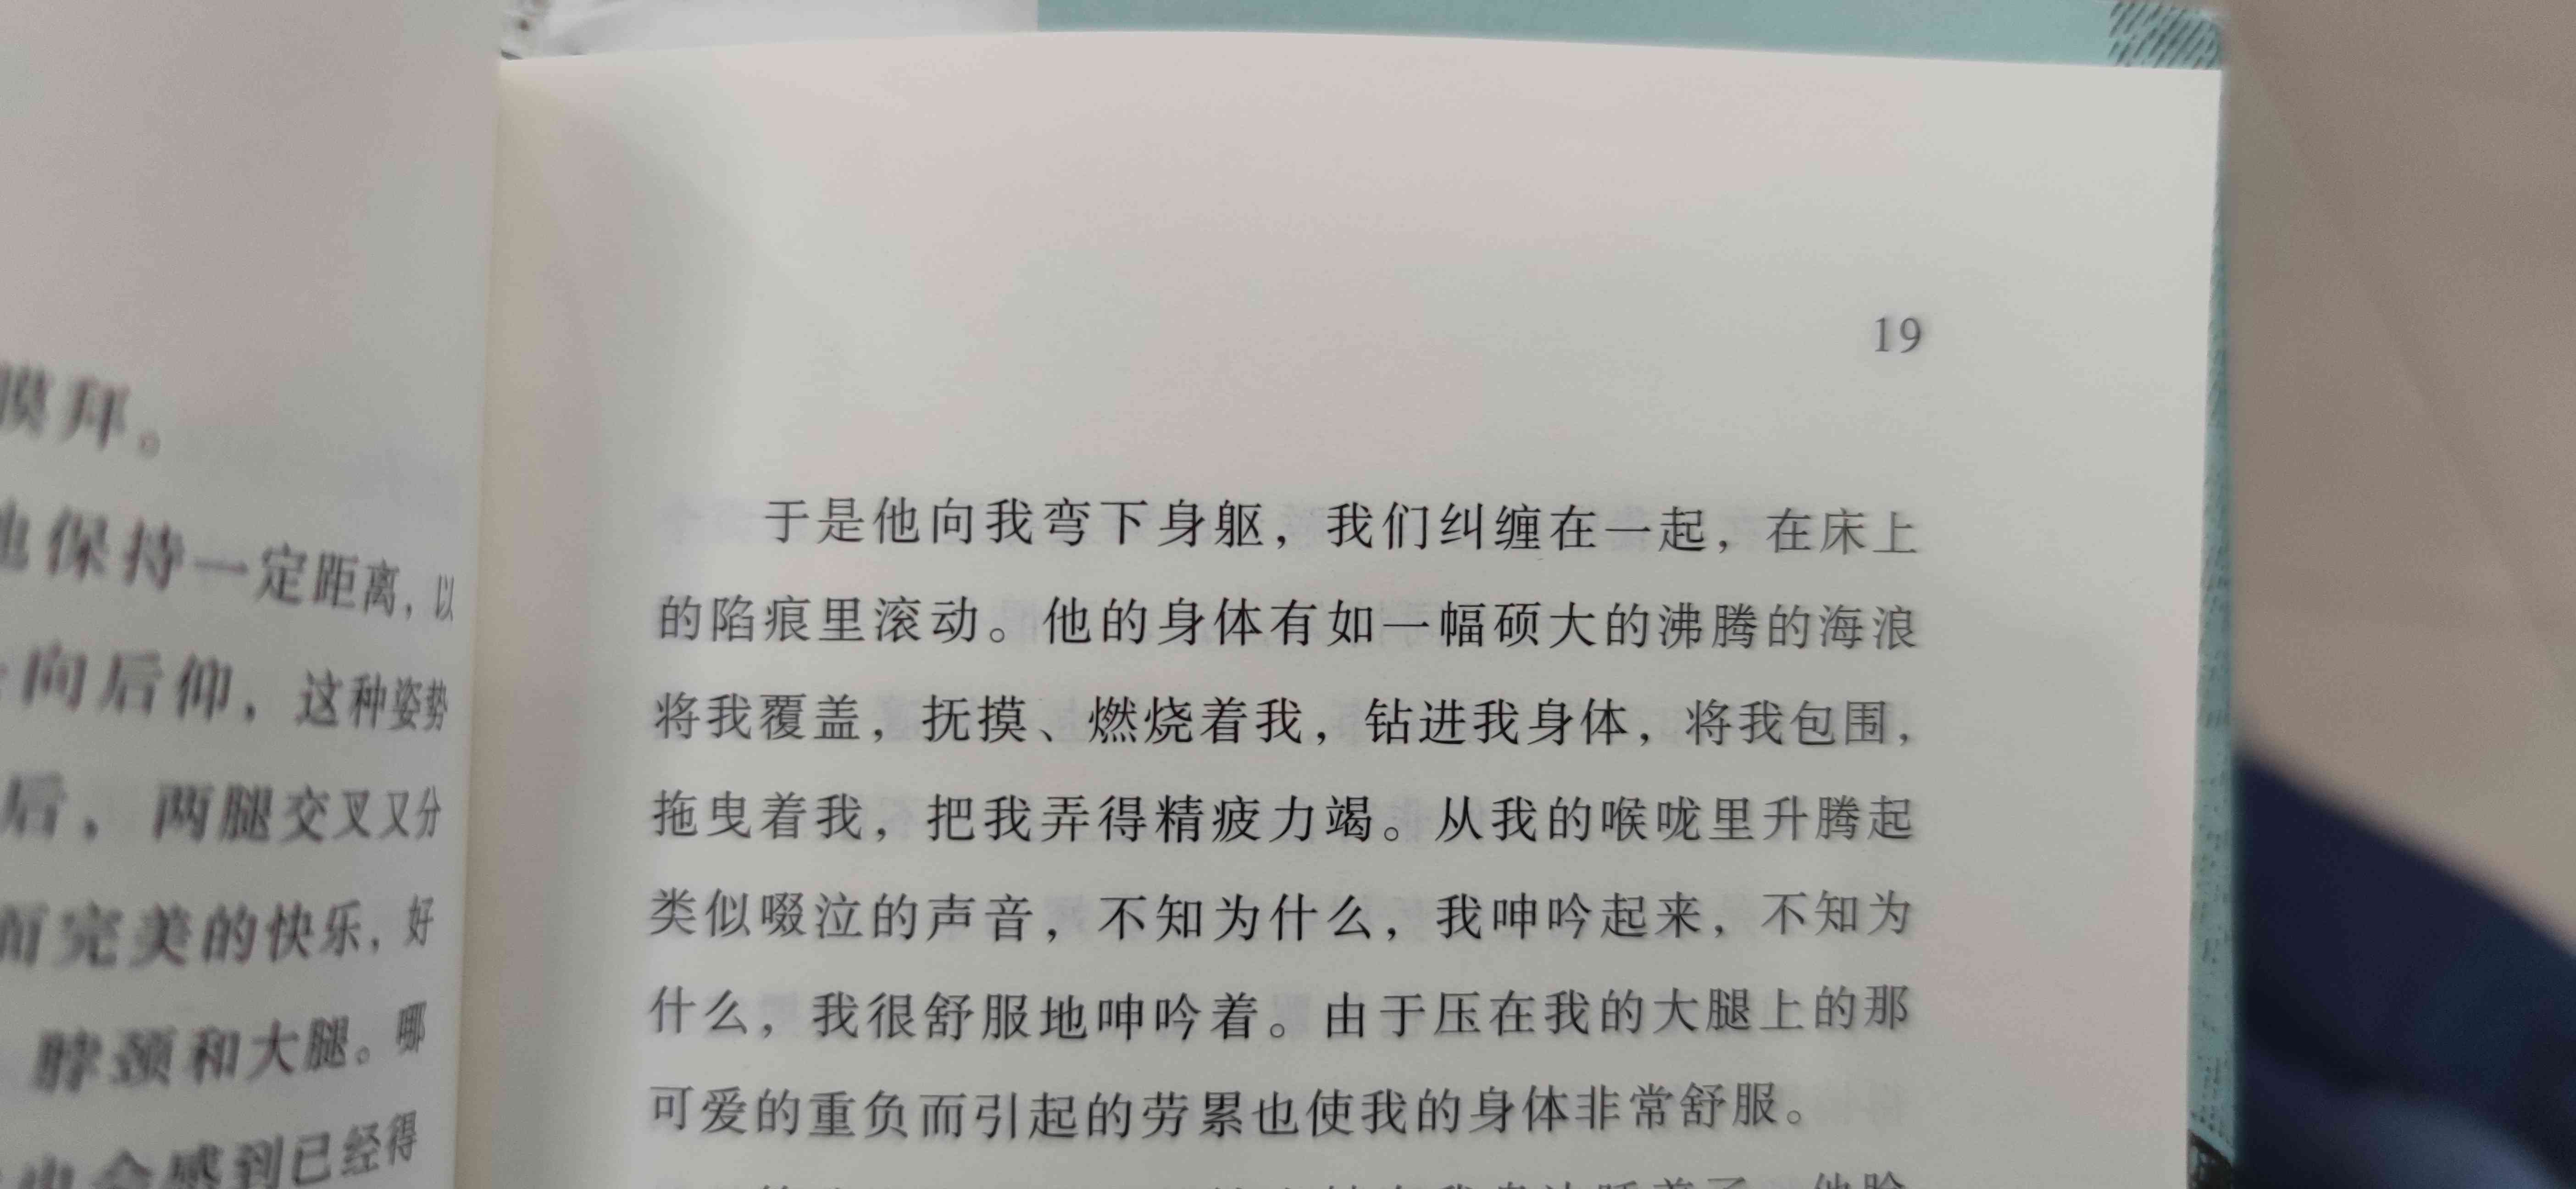 膜拜。
地保持一定距离，以
向后仰，这种姿势
后，两腿交叉又分
而完美的快乐，好
脖颈和大腿。哪
也会感到已经得
19
于是他向我弯下身躯，我们纠缠在一起，在床上
的陷痕里滚动。他的身体有如一幅硕大的沸腾的海浪
将我覆盖，抚摸、燃烧着我，钻进我身体，将我包围，
拖曳着我，把我弄得精疲力竭。从我的喉咙里升腾起
类似啜泣的声音，不知为什么，我呻吟起来，不知为
什么，我很舒服地呻吟着。由于压在我的大腿上的那
可爱的重负而引起的劳累也使我的身体非常舒服。